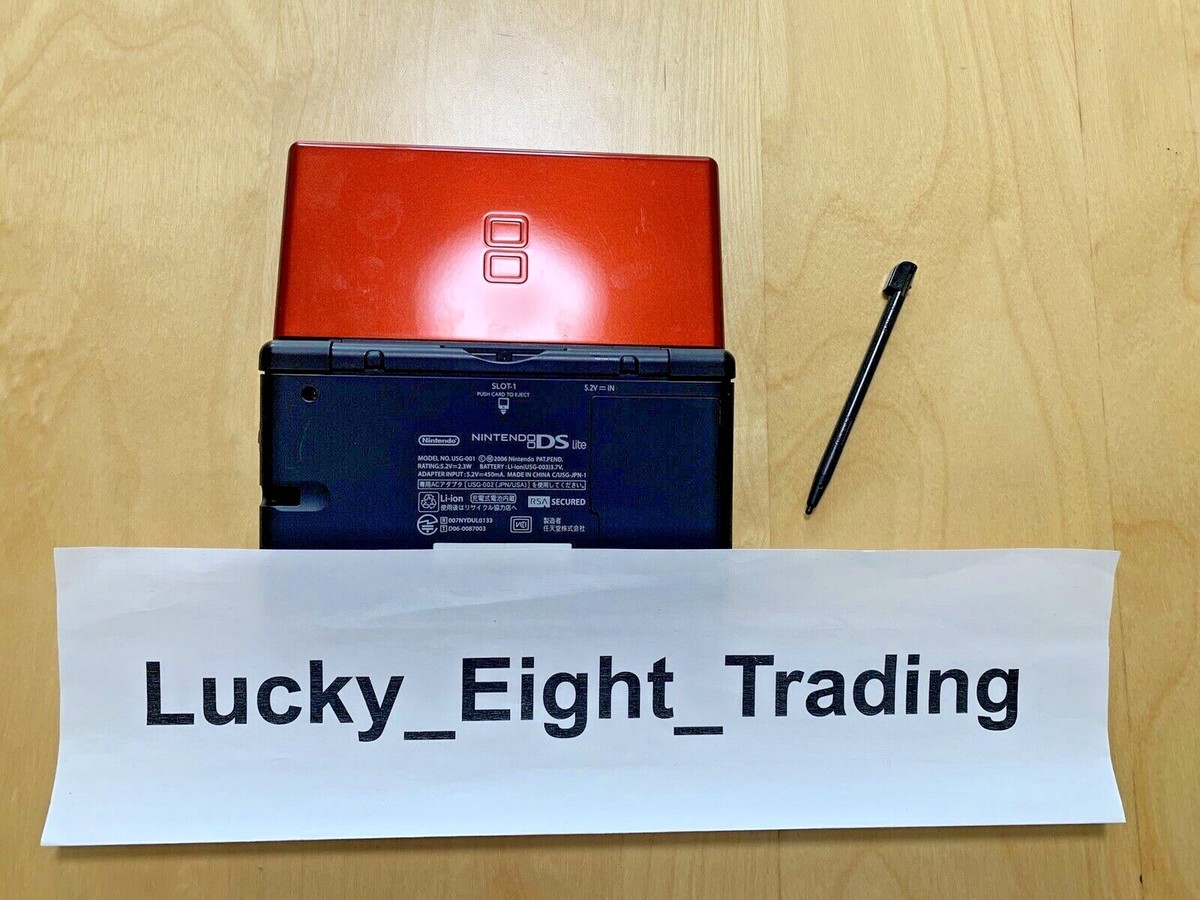 SLOT-1 5.2V ⎓ IN
PUSH CARD TO EJECT
Nintendo NINTENDO DS lite
MODEL NO. USG-001 ©Ⓜ2006 Nintendo PAT.PEND.
RATING:5.2V⎓2.3W BATTERY : Li-ion(USG-003)3.7V,
ADAPTER INPUT : 5.2V⎓450mA. MADE IN CHINA C/USG-JPN-1
専用ACアダプタ [USG-002 (JPN/USA)] を使用してください。
Li-ion 充電式電池内蔵 RSA SECURED
使用後はリサイクル協力店へ
R 007NYDUL0133 VCI 製造者
T D06-0087003 任天堂株式会社
Lucky_Eight_Trading